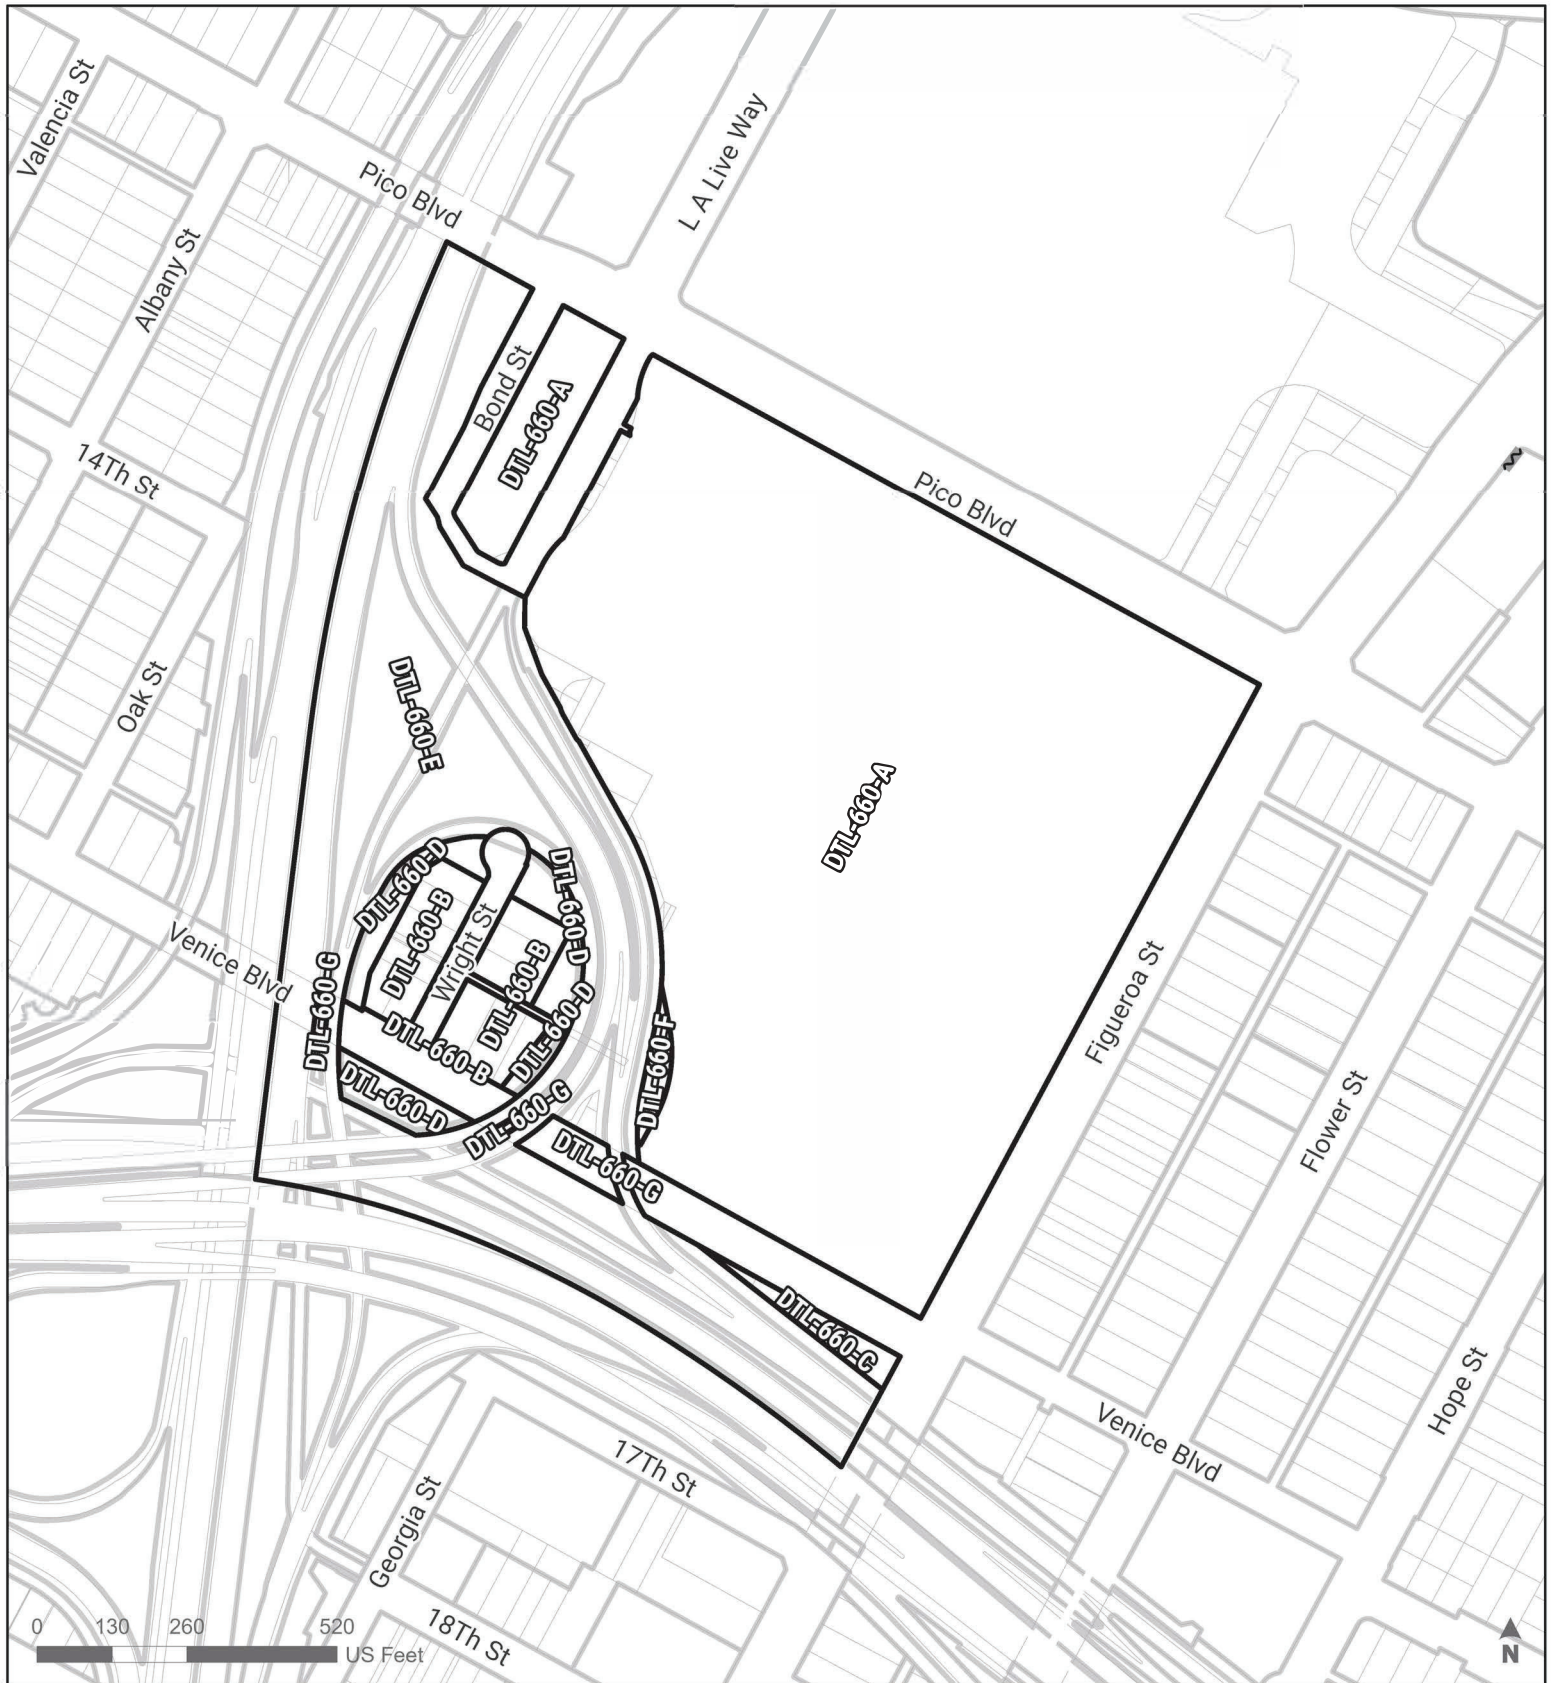 Valencia St
L A Live Way
Pico Blvd
Albany St
Bond St
DTL-660-A
14Th St
Pico Blvd
DTL-660-E
Oak St
DTL-660-A
DTL-660-D
DTL-660-D
DTL-660-B
Wright St
Venice Blvd
DTL-660-B
Figueroa St
DTL-660-G
DTL-660-D
DTL-660-B
DTL-660-F
DTL-660-D
DTL-660-G
Flower St
DTL-660-G
DTL-660-C
Hope St
Venice Blvd
17Th St
Georgia St
18Th St
0 130 260 520
US Feet
N